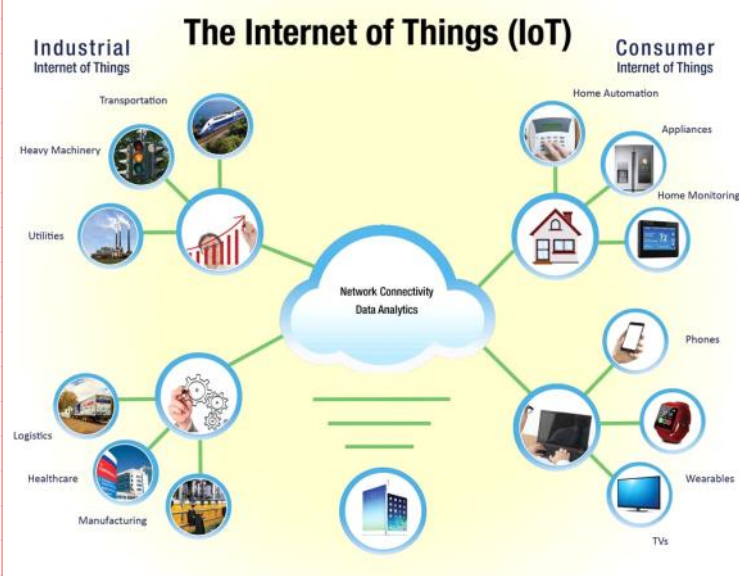 The Internet of Things (IoT)
Industrial
Internet of Things
Consumer
Internet of Things
Transportation
Heavy Machinery
Utilities
Home Automation
Appliances
Home Monitoring
Network Connectivity
Data Analytics
Phones
Wearables
TVs
Logistics
Healthcare
Manufacturing